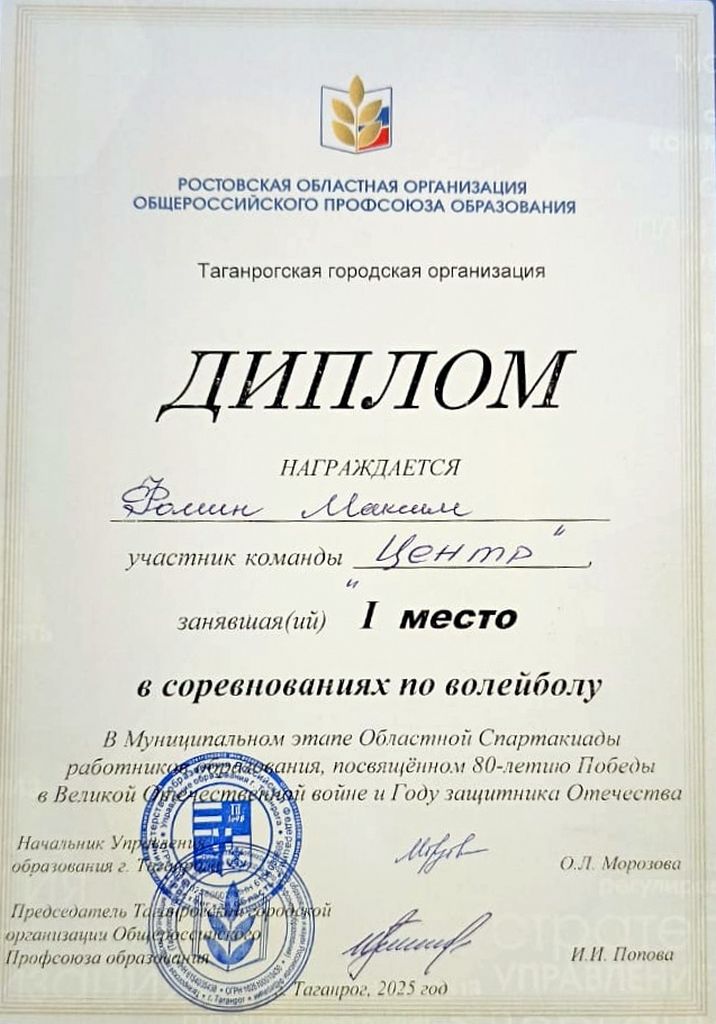 РОСТОВСКАЯ ОБЛАСТНАЯ ОРГАНИЗАЦИЯ
ОБЩЕРОССИЙСКОГО ПРОФСОЮЗА ОБРАЗОВАНИЯ
Таганрогская городская организация
ДИПЛОМ
НАГРАЖДАЕТСЯ
Фомин Максим
участник команды "Центр",
занявшая(ий) I место
в соревнованиях по волейболу
В Муниципальном этапе Областной Спартакиады
работников образования, посвящённом 80-летию Победы
в Великой Отечественной войне и Году защитника Отечества
Начальник Управления
образования г. Таганрога О.Л. Морозова
Председатель Таганрогской городской
организации Общероссийского
Профсоюза образования И.И. Попова
г. Таганрог, 2025 год